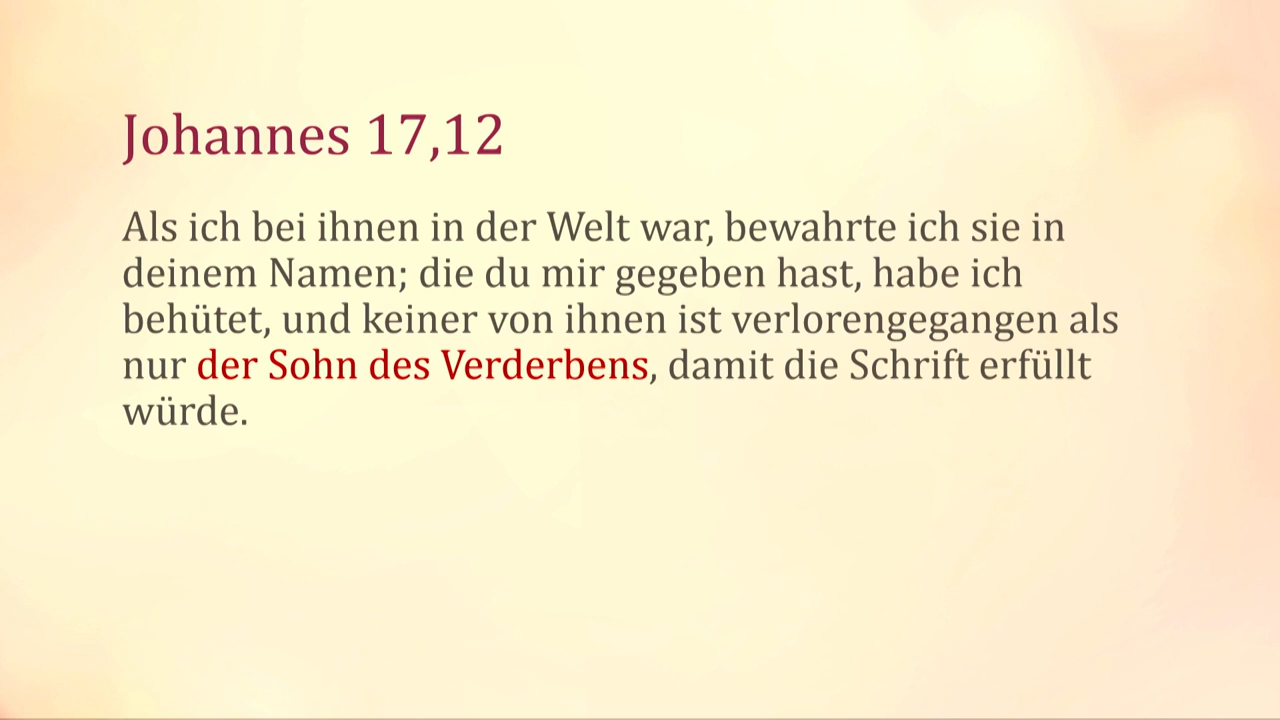 Johannes 17,12
Als ich bei ihnen in der Welt war, bewahrte ich sie in
deinem Namen; die du mir gegeben hast, habe ich
behütet, und keiner von ihnen ist verlorengegangen als
nur der Sohn des Verderbens, damit die Schrift erfüllt
würde.